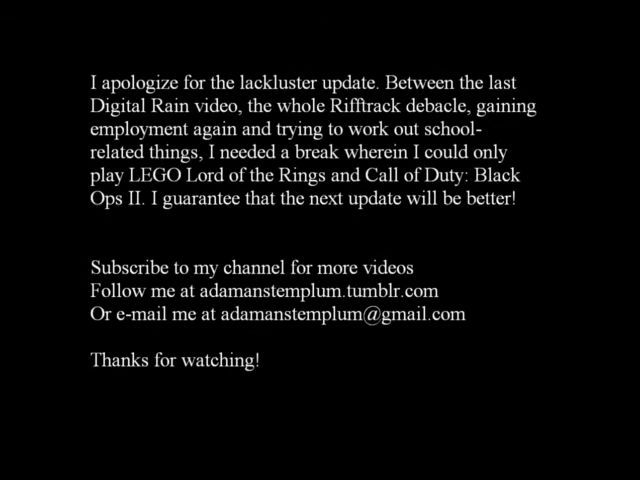 I apologize for the lackluster update. Between the last
Digital Rain video, the whole Rifftrack debacle, gaining
employment again and trying to work out school-
related things, I needed a break wherein I could only
play LEGO Lord of the Rings and Call of Duty: Black
Ops II. I guarantee that the next update will be better!
Subscribe to my channel for more videos
Follow me at adamanstemplum.tumblr.com
Or e-mail me at adamanstemplum@gmail.com
Thanks for watching!